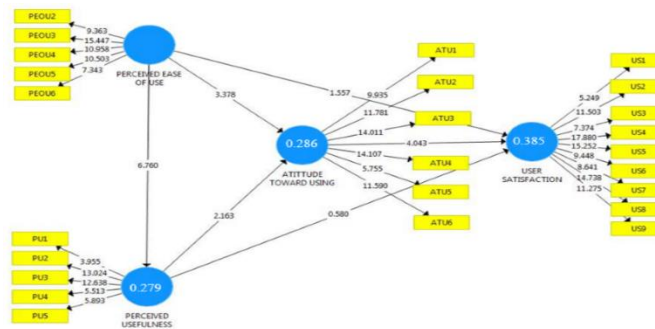 PEOU2
PEOU3
PEOU4
PEOU5
PEOU6
9.363
15.447
10.958
10.503
7.343
PERCEIVED EASE
OF USE
3.378
1.557
6.760
0.286
ATITTUDE
TOWARD USING
ATU1
ATU2
ATU3
ATU4
ATU5
ATU6
9.935
11.781
14.011
14.107
5.755
11.590
4.043
0.385
USER
SATISFACTION
5.249
11.503
7.374
17.880
15.252
9.448
8.641
14.738
11.275
US1
US2
US3
US4
US5
US6
US7
US8
US9
2.163
0.580
PU1
PU2
PU3
PU4
PU5
3.955
13.024
12.638
5.513
5.893
0.279
PERCEIVED
USEFULNESS